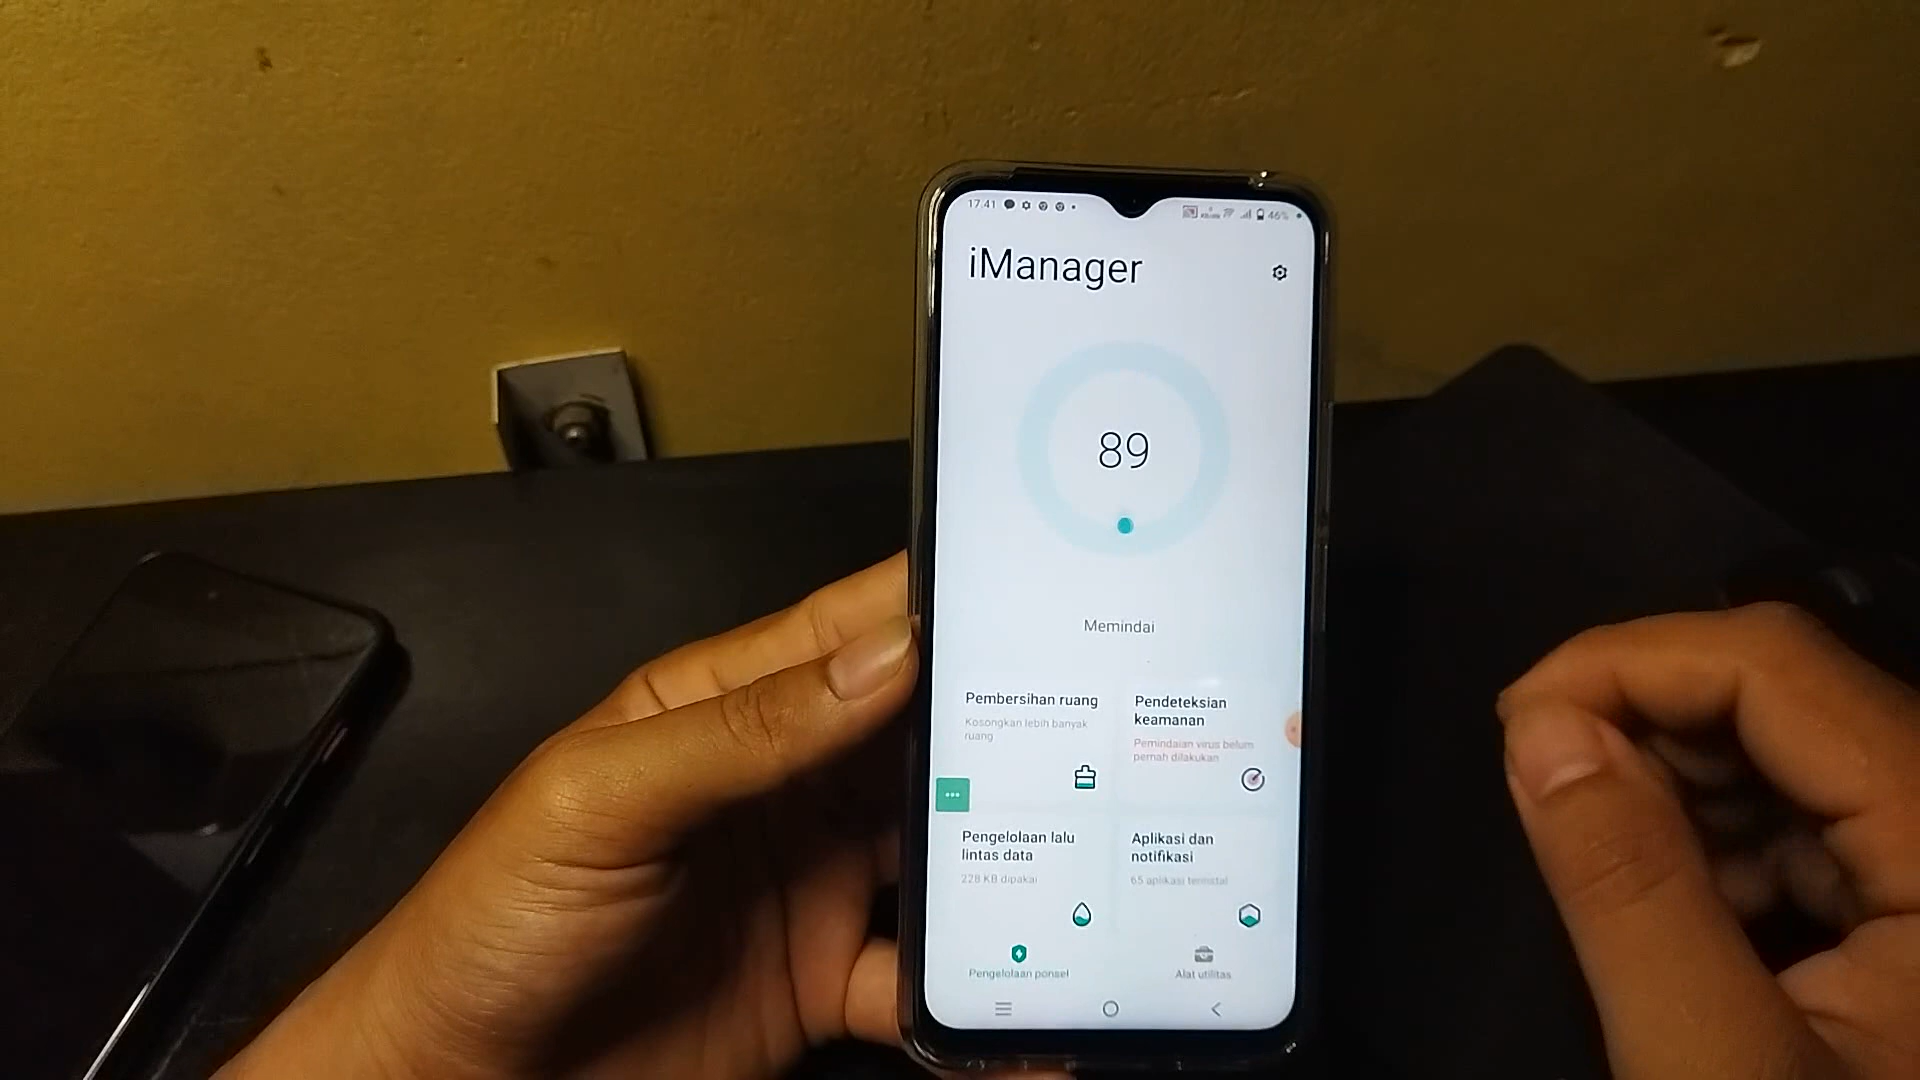 17.41
46%
iManager
89
Memindai
Pembersihan ruang
Kosongkan lebih banyak
ruang
Pendeteksian
keamanan
Pemindaian virus belum
pernah dilakukan
Pengelolaan lalu
lintas data
228 KB dipakai
Aplikasi dan
notifikasi
65 aplikasi terinstal
Pengelolaan ponsel
Alat utilitas